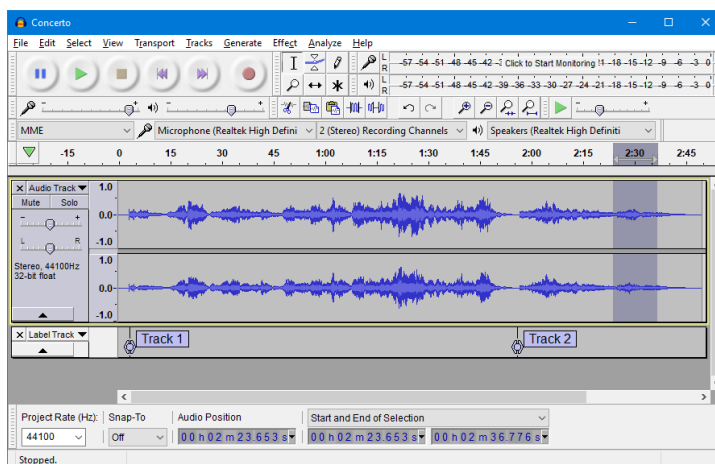 Concerto
File Edit Select View Transport Tracks Generate Effect Analyze Help
L
R
-57 -54 -51 -48 -45 -42 -3 Click to Start Monitoring !1 -18 -15 -12 -9 -6 -3 0
L
R
-57 -54 -51 -48 -45 -42 -39 -36 -33 -30 -27 -24 -21 -18 -15 -12 -9 -6 -3 0
- + - + - +
MME Microphone (Realtek High Defini 2 (Stereo) Recording Channels Speakers (Realtek High Definiti
-15 0 15 30 45 1:00 1:15 1:30 1:45 2:00 2:15 2:30 2:45
X Audio Track 1.0
Mute Solo
- + 0.0
L R -1.0
Stereo, 44100Hz 1.0
32-bit float
0.0
-1.0
X Label Track Track 1 Track 2
Project Rate (Hz): Snap-To Audio Position Start and End of Selection
44100 Off 00 h 02 m 23.653 s 00 h 02 m 23.653 s 00 h 02 m 36.776 s
Stopped.